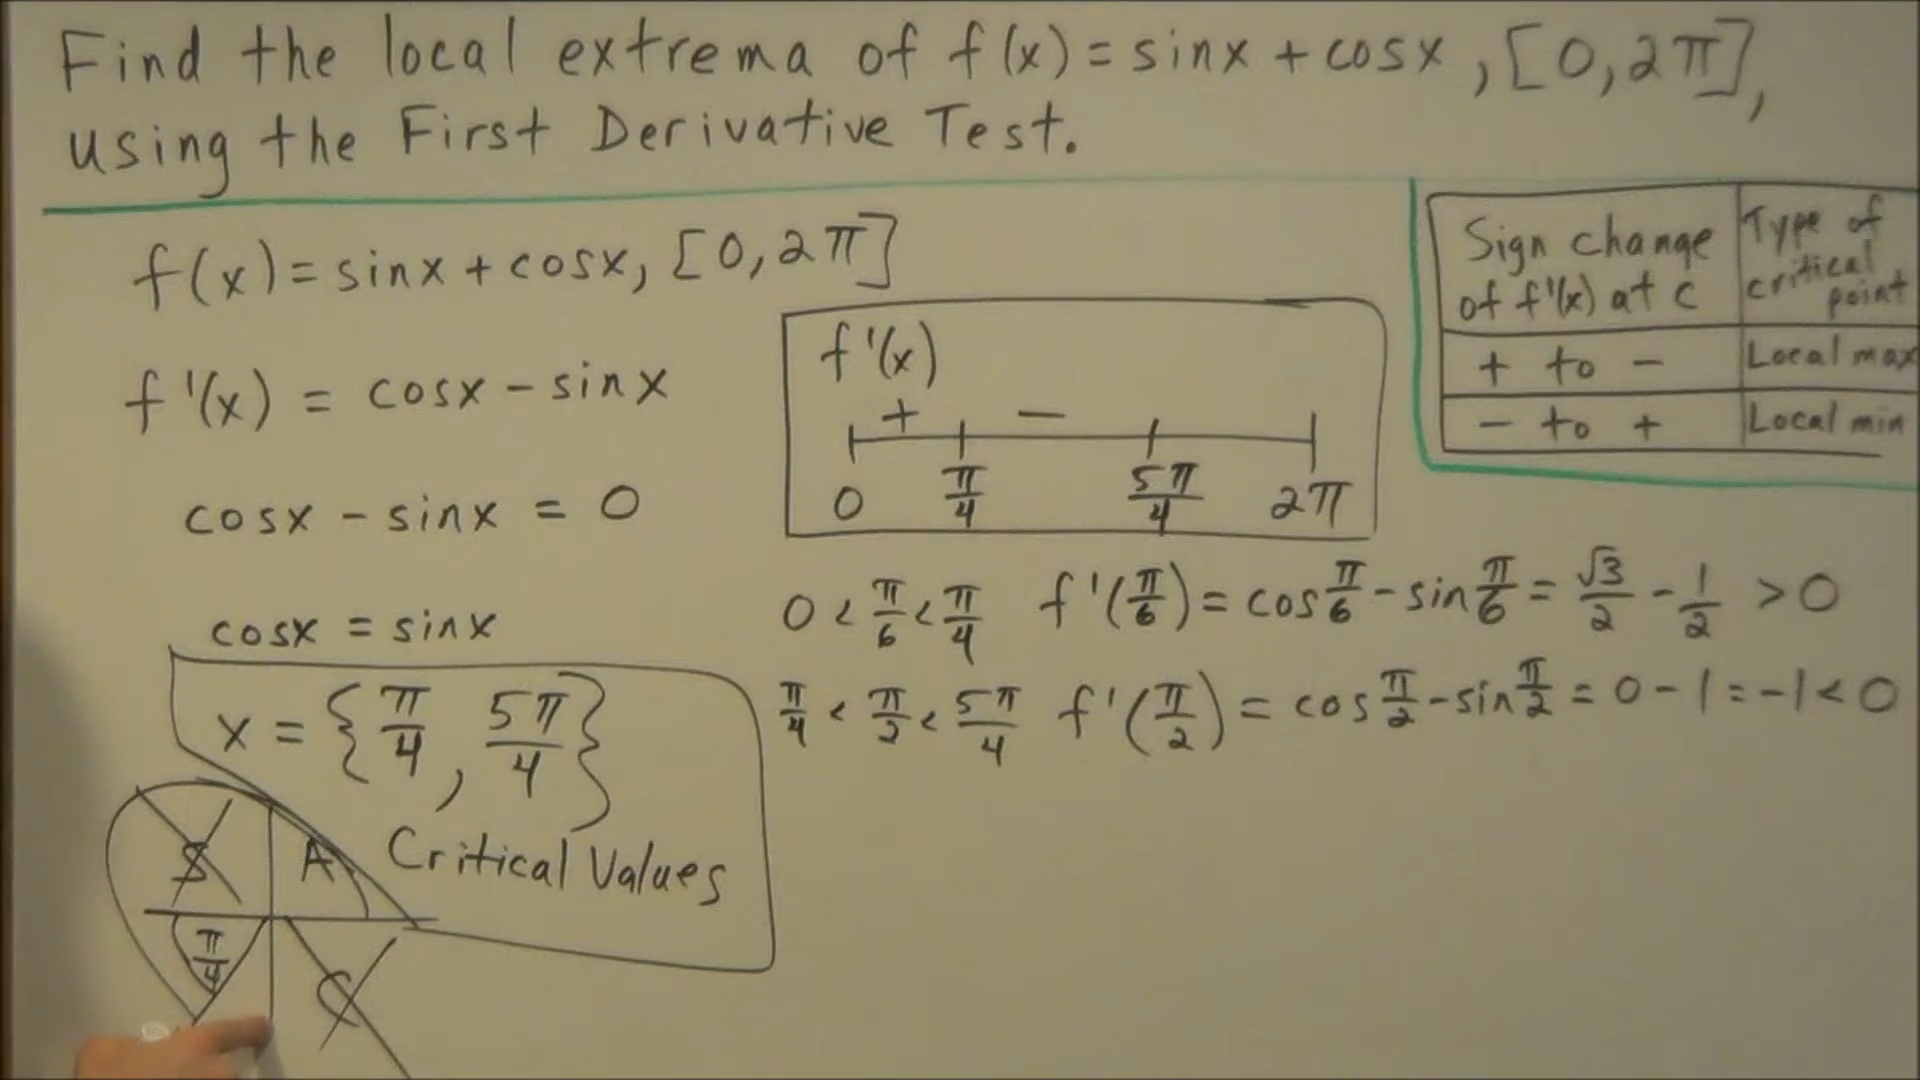 Find the local extrema of f(x) = sinx + cosx, [0, 2π],
using the First Derivative Test.
f(x) = sinx + cosx, [0, 2π]
f'(x) = cosx - sinx
cosx - sinx = 0
cosx = sinx
x = {π/4, 5π/4}
Critical Values
S A
π/4 C
f'(x)
+ -
0 π/4 5π/4 2π
0 < π/6 < π/4 f'(π/6) = cos π/6 - sin π/6 = √3/2 - 1/2 > 0
π/4 < π/2 < 5π/4 f'(π/2) = cos π/2 - sin π/2 = 0 - 1 = -1 < 0
Sign change Type of
of f'(x) at c critical
point
+ to - Local max
- to + Local min